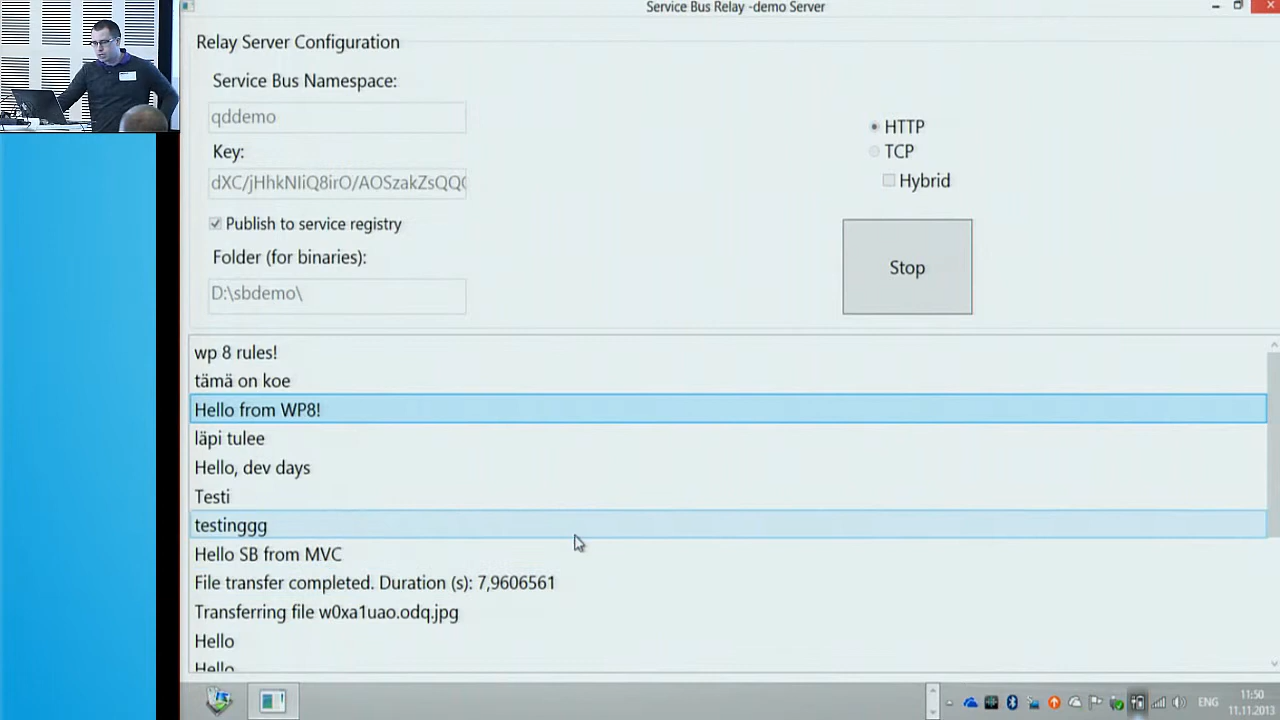 Service Bus Relay -demo Server
Relay Server Configuration
Service Bus Namespace:
qddemo
Key:
dXC/jHhkNIiQ8irO/AOSzakZsQQ
Publish to service registry
Folder (for binaries):
D:\sbdemo\
HTTP
TCP
Hybrid
Stop
wp 8 rules!
tämä on koe
Hello from WP8!
läpi tulee
Hello, dev days
Testi
testinggg
Hello SB from MVC
File transfer completed. Duration (s): 7,9606561
Transferring file w0xa1uao.odq.jpg
Hello
Hello
ENG
11:50
11.11.2013